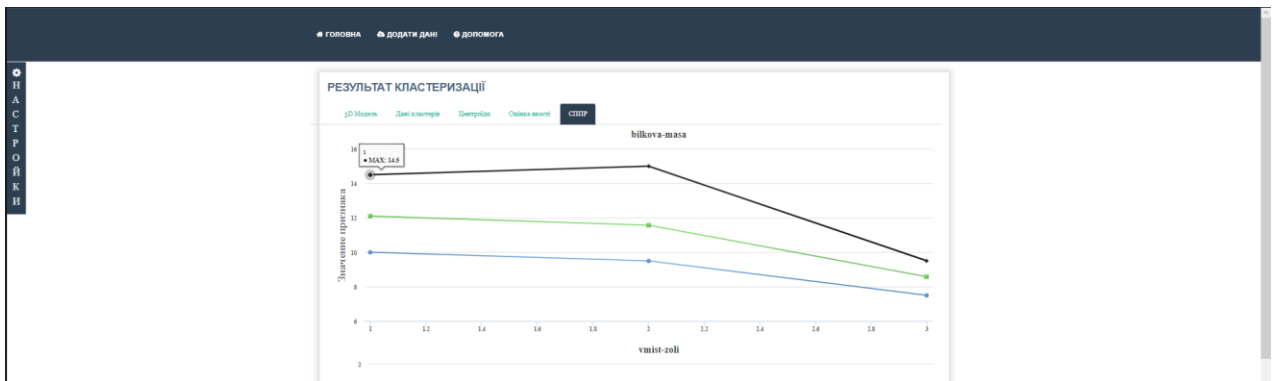 ГОЛОВНА ДОДАТИ ДАНІ ДОПОМОГА
НАСТРОЙКИ
РЕЗУЛЬТАТ КЛАСТЕРИЗАЦІЇ
3D Модель Дані кластерів Центроїди Оцінка якості СППР
bilkova-masa
Значение признака
16
14
12
10
8
6
1
MAX: 14.5
1 1.2 1.4 1.6 1.8 2 2.2 2.4 2.6 2.8 3
vmist-zoli
2